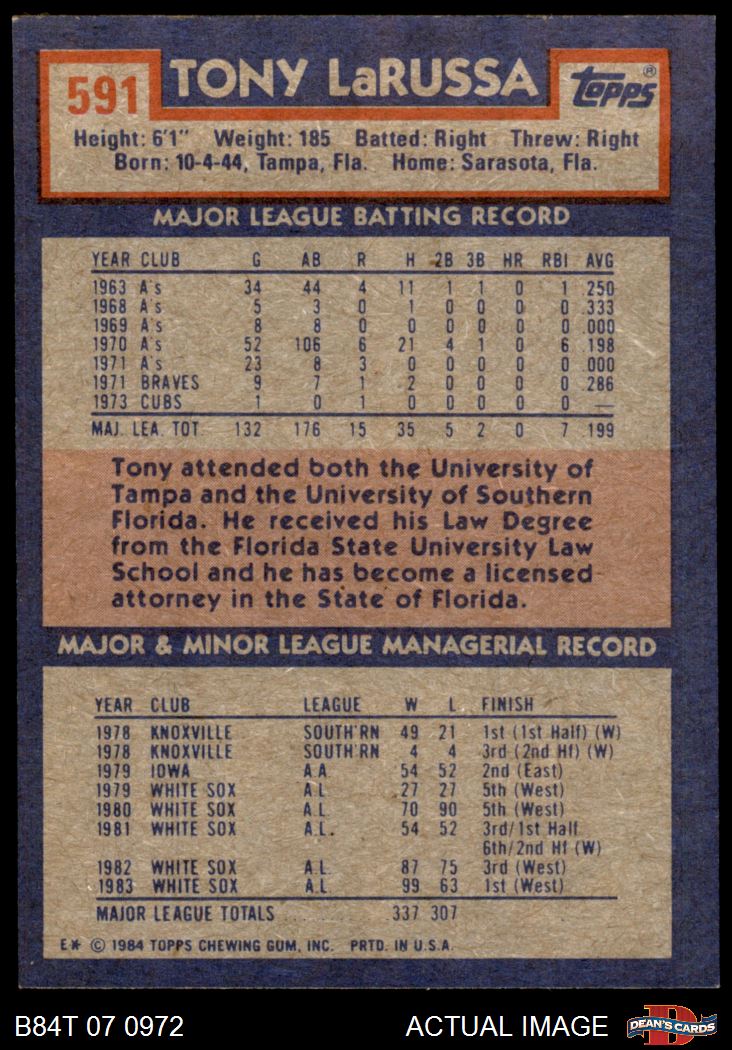 591 TONY LaRUSSA Topps®
Height: 6'1" Weight: 185 Batted: Right Threw: Right
Born: 10-4-44, Tampa, Fla. Home: Sarasota, Fla.
MAJOR LEAGUE BATTING RECORD
YEAR CLUB G AB R H 2B 3B HR RBI AVG
1963 A's 34 44 4 11 1 1 0 1 .250
1968 A's 5 3 0 1 0 0 0 0 .333
1969 A's 8 8 0 0 0 0 0 0 .000
1970 A's 52 106 6 21 4 1 0 6 .198
1971 A's 23 8 3 0 0 0 0 0 .000
1971 BRAVES 9 7 1 2 0 0 0 0 .286
1973 CUBS 1 0 1 0 0 0 0 0 —
MAJ. LEA. TOT. 132 176 15 35 5 2 0 7 .199
Tony attended both the University of
Tampa and the University of Southern
Florida. He received his Law Degree
from the Florida State University Law
School and he has become a licensed
attorney in the State of Florida.
MAJOR & MINOR LEAGUE MANAGERIAL RECORD
YEAR CLUB LEAGUE W L FINISH
1978 KNOXVILLE SOUTH'RN 49 21 1st (1st Half) (W)
1978 KNOXVILLE SOUTH'RN 4 4 3rd (2nd Hf) (W)
1979 IOWA A.A. 54 52 2nd (East)
1979 WHITE SOX A.L. 27 27 5th (West)
1980 WHITE SOX A.L. 70 90 5th (West)
1981 WHITE SOX A.L. 54 52 3rd/1st Half
6th/2nd Hf (W)
1982 WHITE SOX A.L. 87 75 3rd (West)
1983 WHITE SOX A.L. 99 63 1st (West)
MAJOR LEAGUE TOTALS ........... 337 307
E* © 1984 TOPPS CHEWING GUM, INC. PRTD. IN U.S.A.
B84T 07 0972 ACTUAL IMAGE D DEAN'S CARDS